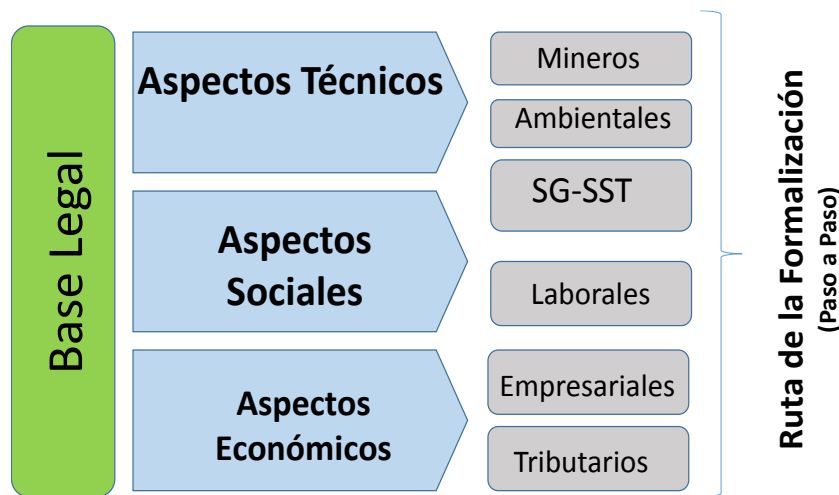 Base Legal
Aspectos Técnicos
Mineros
Ambientales
SG-SST
Aspectos
Sociales
Laborales
Aspectos
Económicos
Empresariales
Tributarios
Ruta de la Formalización
(Paso a Paso)